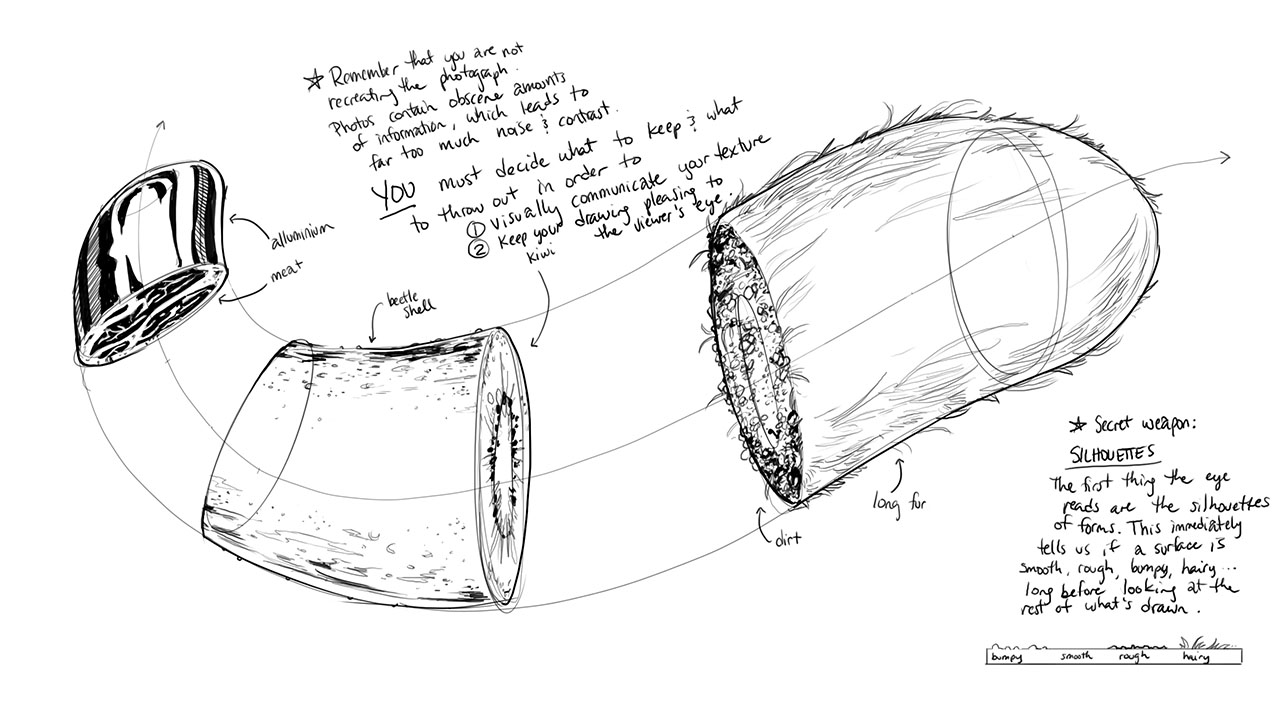 ☆ Remember that you are not
recreating the photograph.
Photos contain obscene amounts
of information, which leads to
far too much noise & contrast.
YOU must decide what to keep & what
to throw out in order to
① visually communicate your texture
② keep your drawing pleasing to
the viewer's eye.
kiwi
alluminium
meat
beetle
shell
long fur
dirt
☆ Secret weapon:
SILHOUETTES
The first thing the eye
reads are the silhouettes
of forms. This immediately
tells us if a surface is
smooth, rough, bumpy, hairy...
long before looking at the
rest of what's drawn.
bumpy smooth rough hairy